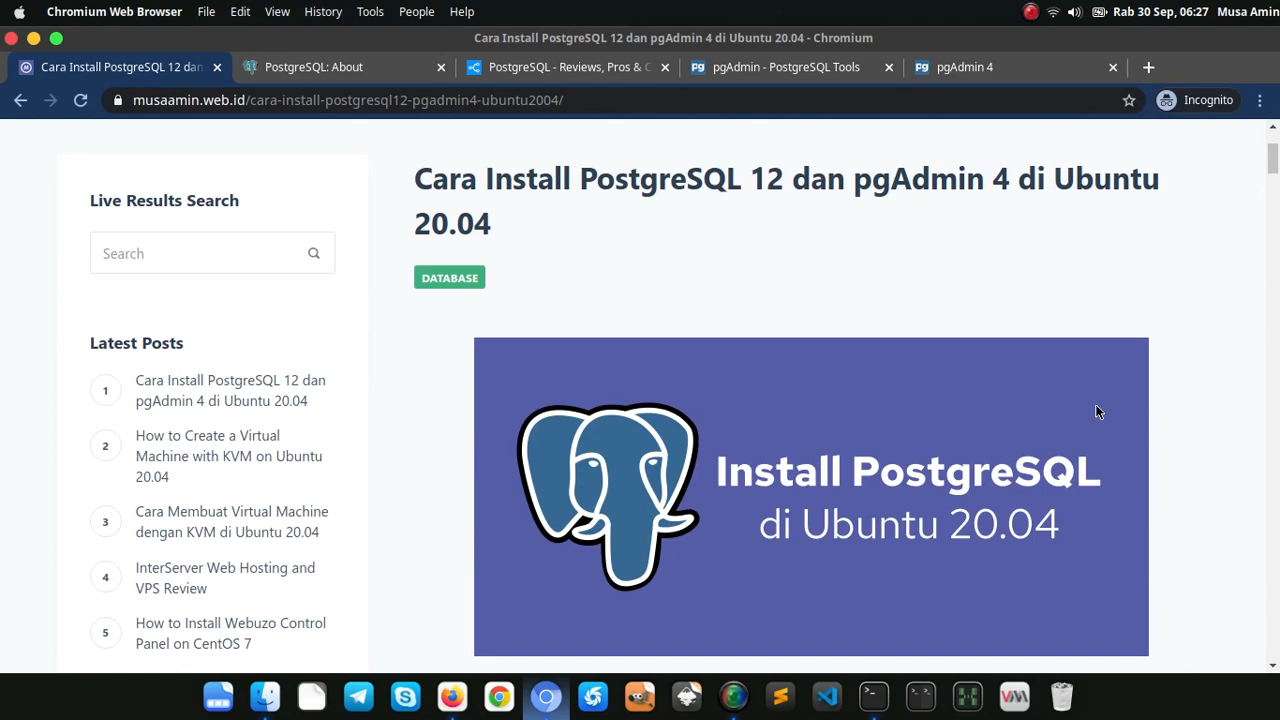 Chromium Web Browser File Edit View History Tools People Help Rab 30 Sep, 06:27 Musa Amin
Cara Install PostgreSQL 12 dan pgAdmin 4 di Ubuntu 20.04 - Chromium
Cara Install PostgreSQL 12 dan PostgreSQL: About PostgreSQL - Reviews, Pros & C pgAdmin - PostgreSQL Tools pgAdmin 4
musaamin.web.id/cara-install-postgresql12-pgadmin4-ubuntu2004/ Incognito
Live Results Search
Search
Latest Posts
1 Cara Install PostgreSQL 12 dan
pgAdmin 4 di Ubuntu 20.04
2 How to Create a Virtual
Machine with KVM on Ubuntu
20.04
3 Cara Membuat Virtual Machine
dengan KVM di Ubuntu 20.04
4 InterServer Web Hosting and
VPS Review
5 How to Install Webuzo Control
Panel on CentOS 7
Cara Install PostgreSQL 12 dan pgAdmin 4 di Ubuntu
20.04
DATABASE
Install PostgreSQL
di Ubuntu 20.04